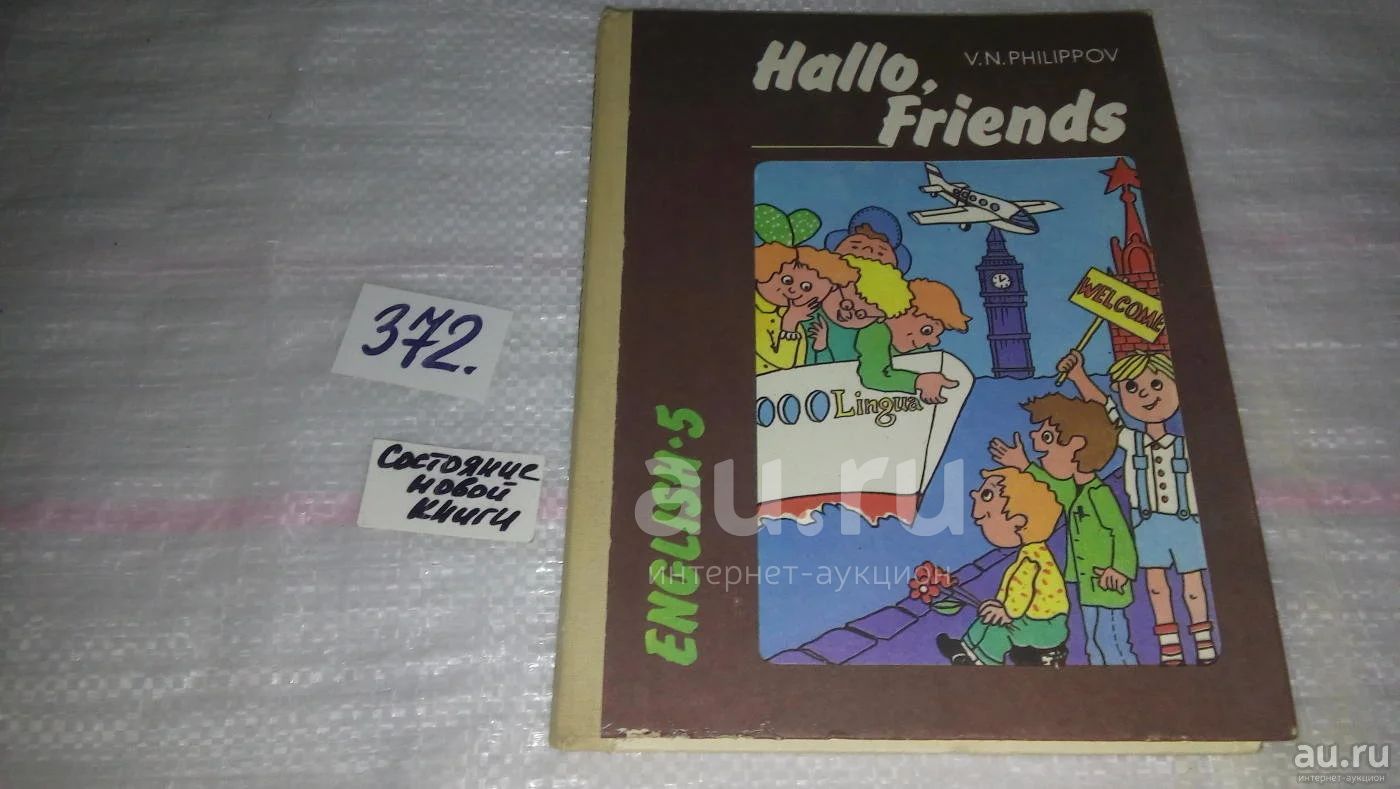 Hallo,
Friends
V.N.PHILIPPOV
WELCOME
Lingua
ENGLISH·5
372.
Состояние
новой
книги
au.ru
интернет-аукцион
au.ru
интернет-аукцион